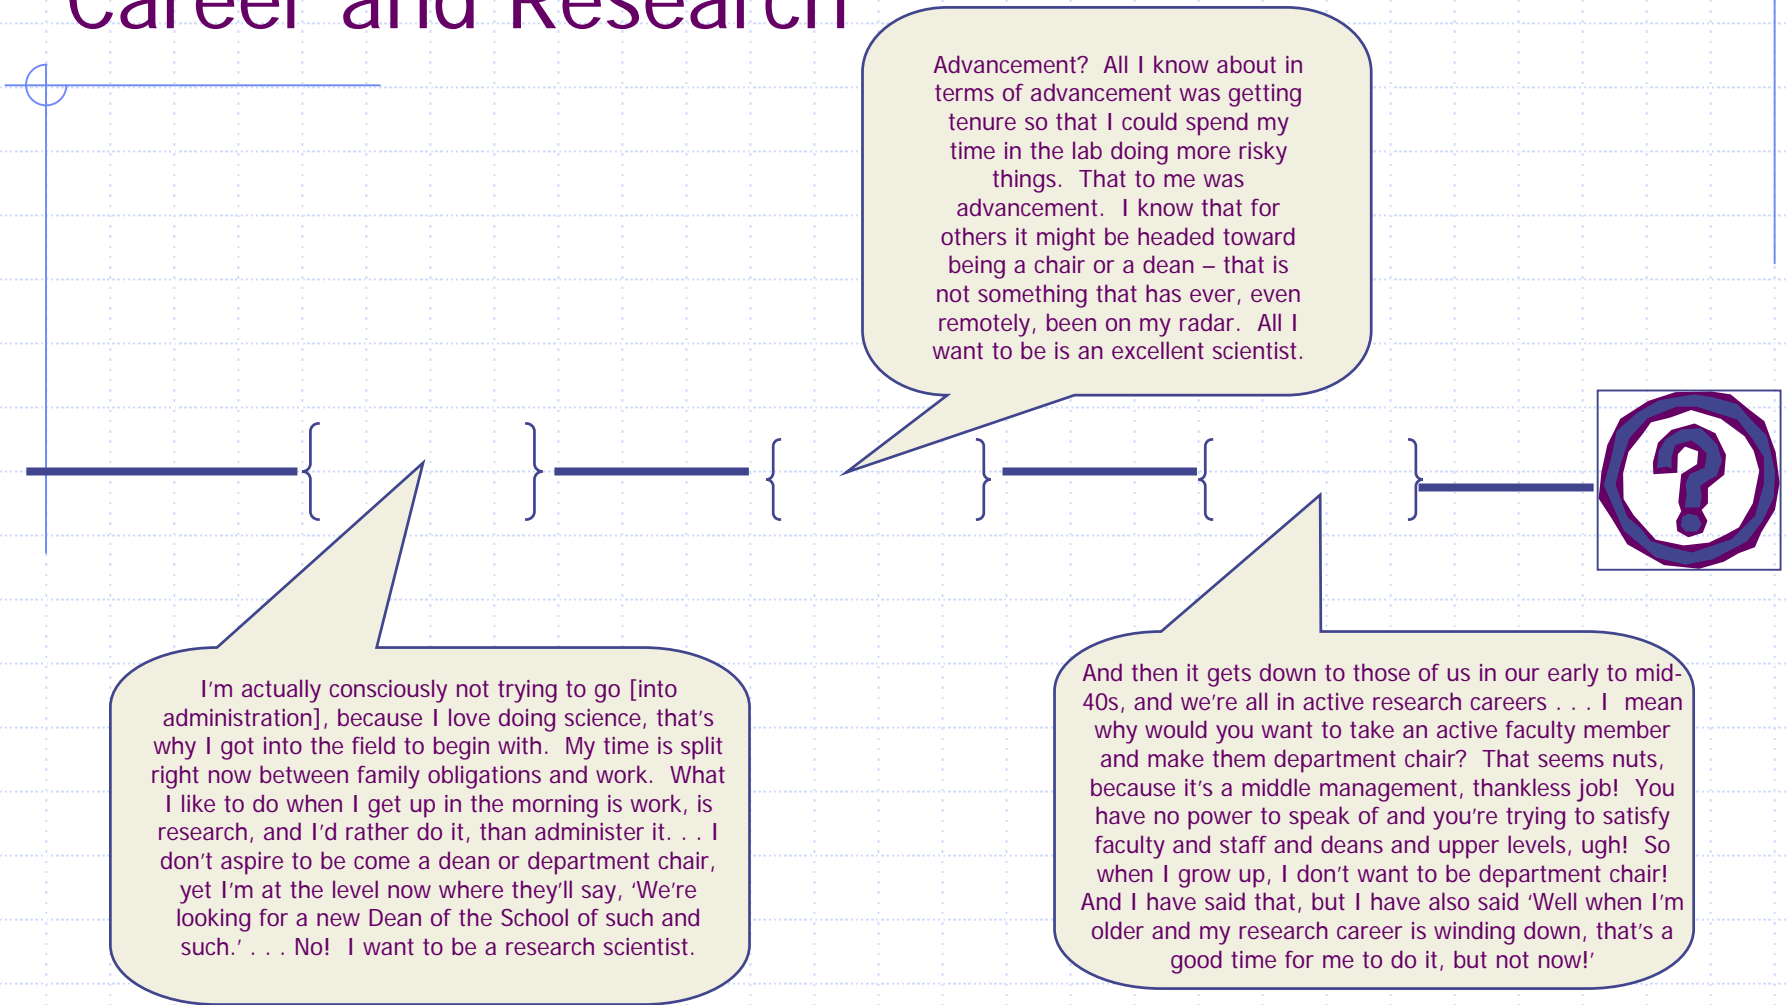 Career and Research
Advancement? All I know about in
terms of advancement was getting
tenure so that I could spend my
time in the lab doing more risky
things. That to me was
advancement. I know that for
others it might be headed toward
being a chair or a dean – that is
not something that has ever, even
remotely, been on my radar. All I
want to be is an excellent scientist.
I'm actually consciously not trying to go [into
administration], because I love doing science, that's
why I got into the field to begin with. My time is split
right now between family obligations and work. What
I like to do when I get up in the morning is work, is
research, and I'd rather do it, than administer it. . . I
don't aspire to be come a dean or department chair,
yet I'm at the level now where they'll say, ‘We're
looking for a new Dean of the School of such and
such.’ . . . No! I want to be a research scientist.
And then it gets down to those of us in our early to mid-
40s, and we're all in active research careers . . . I mean
why would you want to take an active faculty member
and make them department chair? That seems nuts,
because it's a middle management, thankless job! You
have no power to speak of and you're trying to satisfy
faculty and staff and deans and upper levels, ugh! So
when I grow up, I don't want to be department chair!
And I have said that, but I have also said ‘Well when I'm
older and my research career is winding down, that's a
good time for me to do it, but not now!’
?